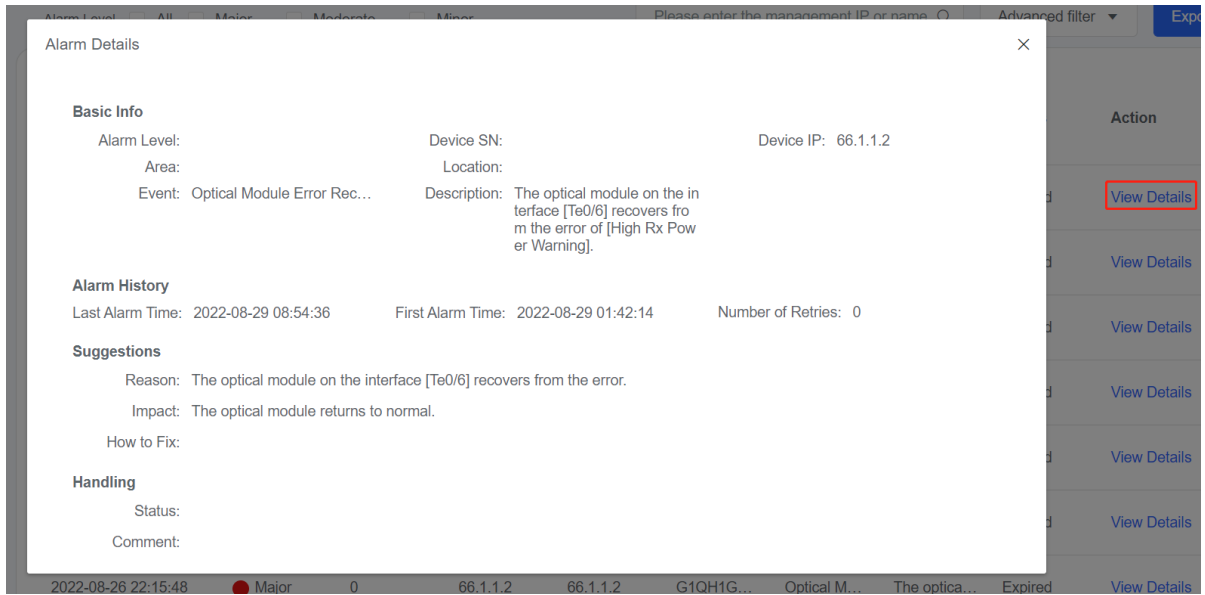 Alarm Level All Major Moderate Minor Please enter the management IP or name Advanced filter Expo
Alarm Details
Action
Basic Info
Alarm Level: Device SN: Device IP: 66.1.1.2
Area: Location:
Event: Optical Module Error Rec... Description: The optical module on the in
terface [Te0/6] recovers fro
m the error of [High Rx Pow
er Warning].
d View Details
d View Details
Alarm History
Last Alarm Time: 2022-08-29 08:54:36 First Alarm Time: 2022-08-29 01:42:14 Number of Retries: 0
d View Details
Suggestions
Reason: The optical module on the interface [Te0/6] recovers from the error.
d View Details
Impact: The optical module returns to normal.
How to Fix:
d View Details
Handling
Status:
d View Details
Comment:
2022-08-26 22:15:48 Major 0 66.1.1.2 66.1.1.2 G1QH1G... Optical M... The optica... Expired View Details